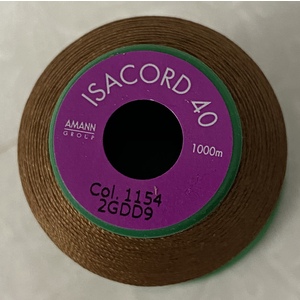 ISACORD 40
AMANN
GROUP
1000m
Col. 1154
2GDD9